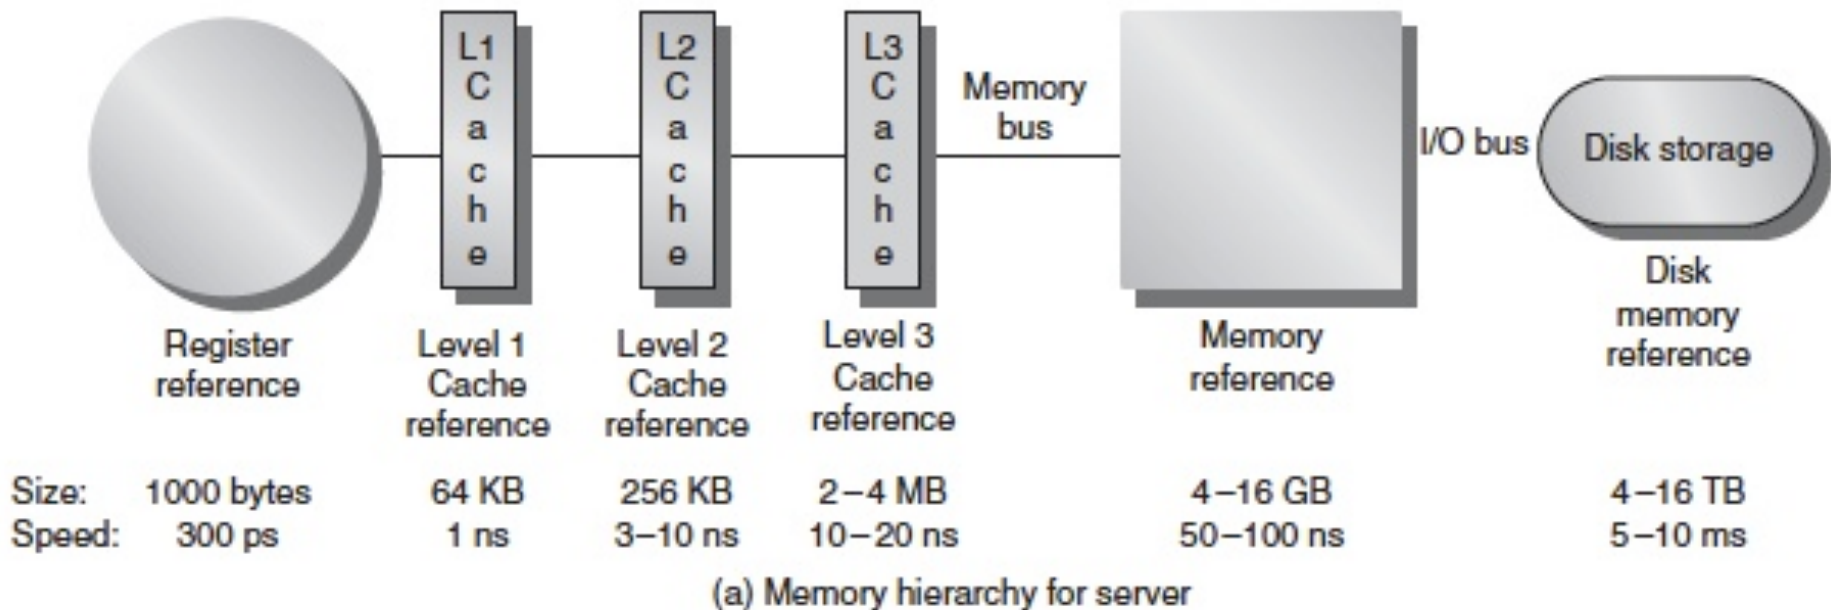 L1
C
a
c
h
e
L2
C
a
c
h
e
L3
C
a
c
h
e
Memory
bus
I/O bus
Disk storage
Register
reference
Level 1
Cache
reference
Level 2
Cache
reference
Level 3
Cache
reference
Memory
reference
Disk
memory
reference
Size: 1000 bytes 64 KB 256 KB 2–4 MB 4–16 GB 4–16 TB
Speed: 300 ps 1 ns 3–10 ns 10–20 ns 50–100 ns 5–10 ms
(a) Memory hierarchy for server